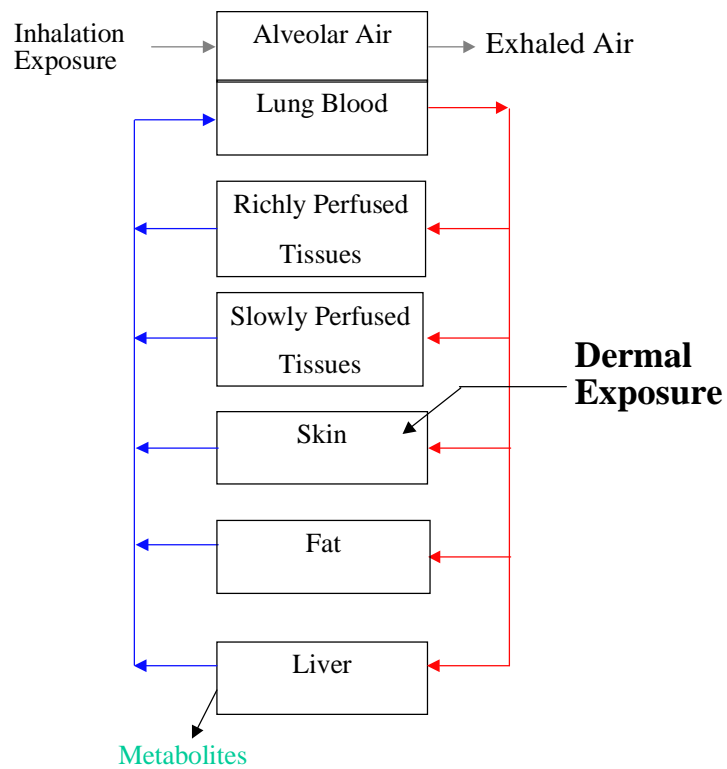 Inhalation
Exposure
Alveolar Air
Exhaled Air
Lung Blood
Richly Perfused
Tissues
Slowly Perfused
Tissues
Dermal
Exposure
Skin
Fat
Liver
Metabolites